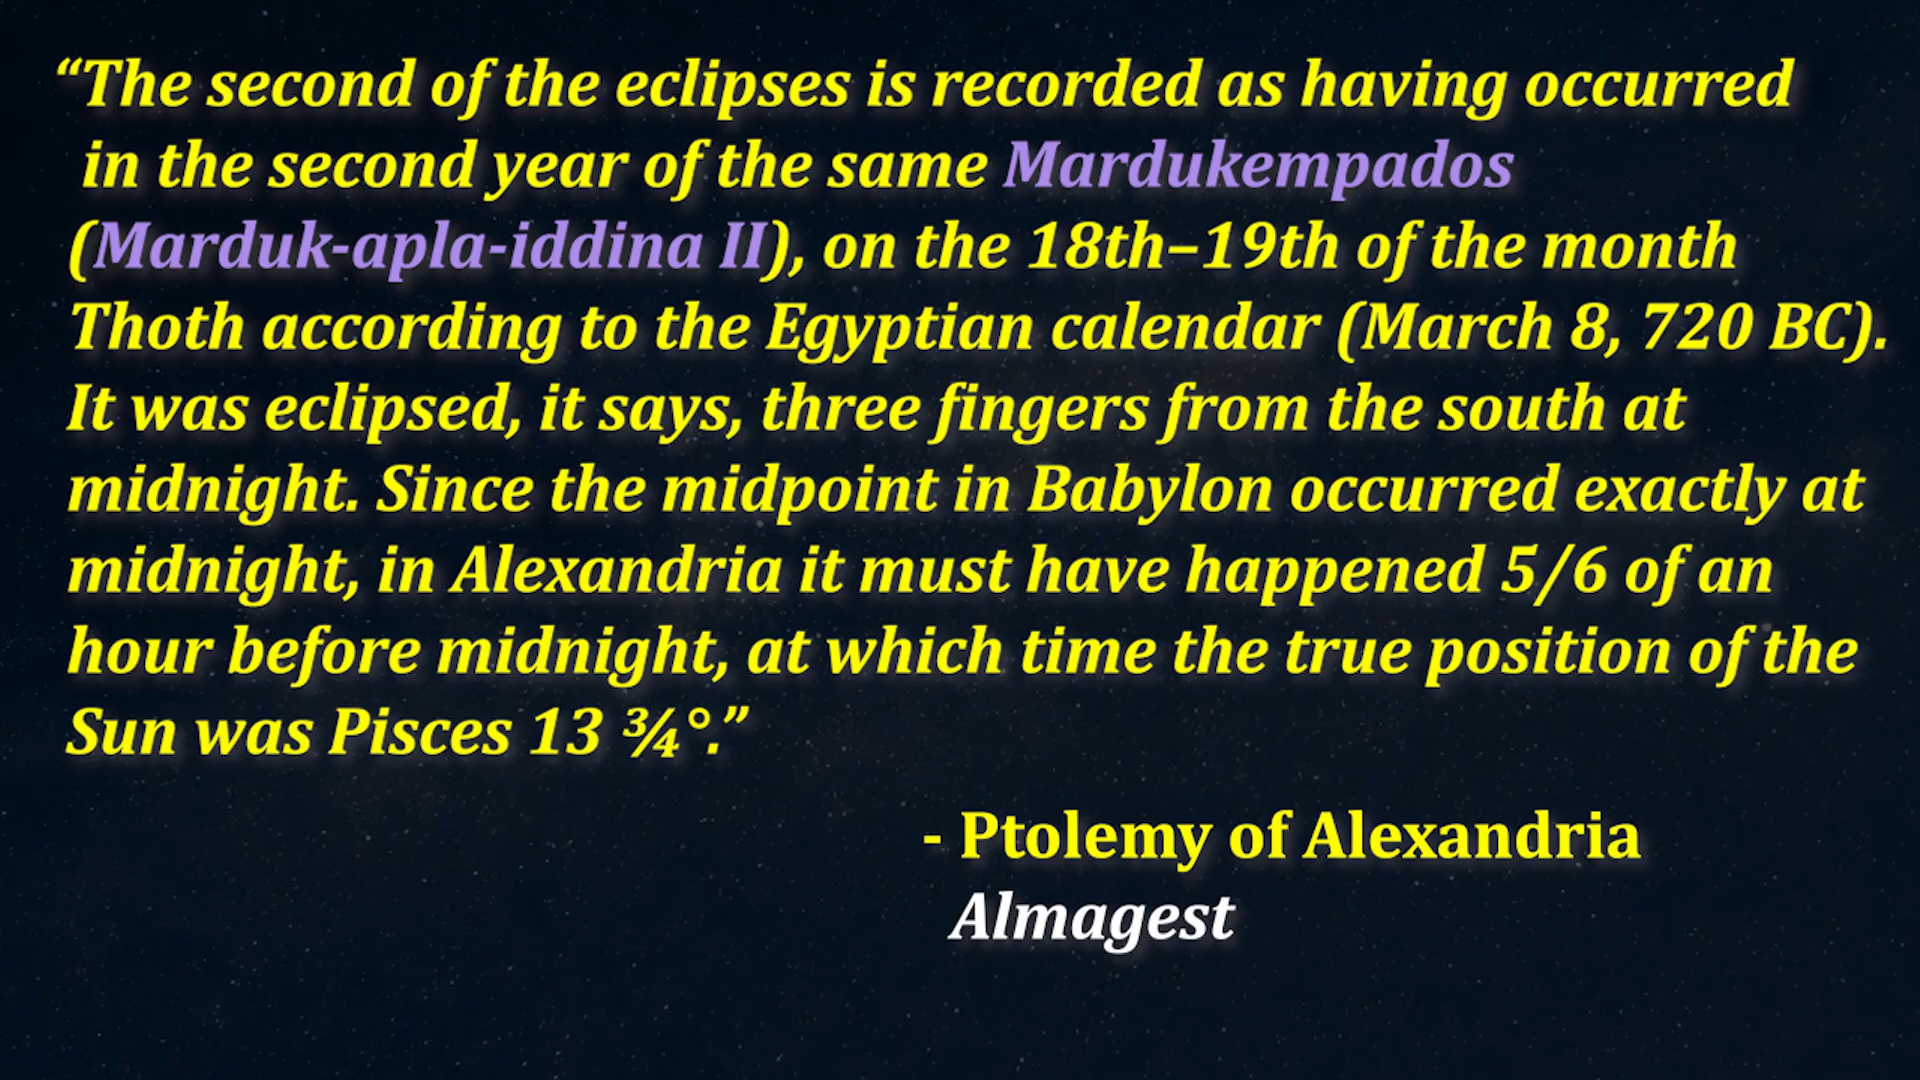 “The second of the eclipses is recorded as having occurred
in the second year of the same Mardukempados
(Marduk-apla-iddina II), on the 18th–19th of the month
Thoth according to the Egyptian calendar (March 8, 720 BC).
It was eclipsed, it says, three fingers from the south at
midnight. Since the midpoint in Babylon occurred exactly at
midnight, in Alexandria it must have happened 5/6 of an
hour before midnight, at which time the true position of the
Sun was Pisces 13 ¾°.”
- Ptolemy of Alexandria
Almagest